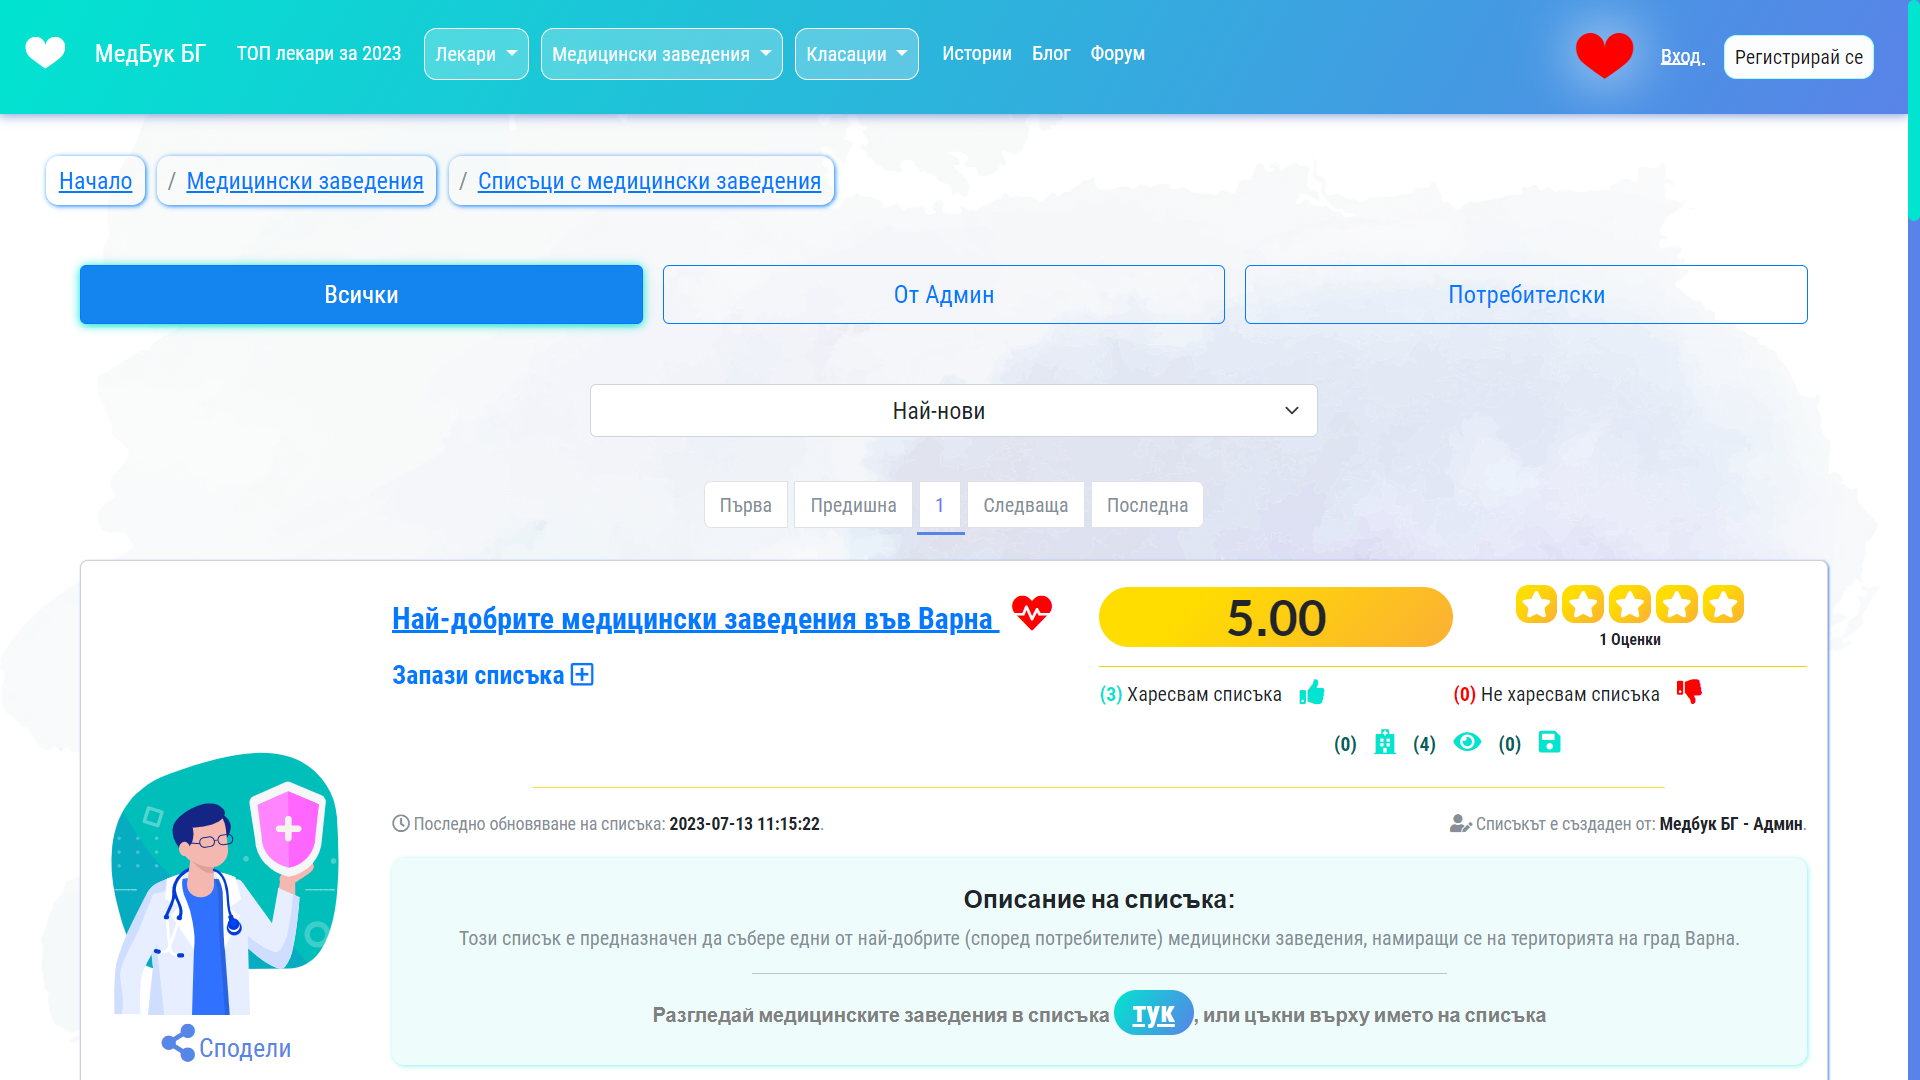 МедБук БГ ТОП лекари за 2023 Лекари Медицински заведения Класации Истории Блог Форум Вход Регистрирай се
Начало / Медицински заведения / Списъци с медицински заведения
Всички От Админ Потребителски
Най-нови
Първа Предишна 1 Следваща Последна
Най-добрите медицински заведения във Варна 5.00
1 Оценки
Запази списъка
(3) Харесвам списъка (0) Не харесвам списъка
(0) (4) (0)
Последно обновяване на списъка: 2023-07-13 11:15:22. Списъкът е създаден от: Медбук БГ - Админ.
Описание на списъка:
Този списък е предназначен да събере едни от най-добрите (според потребителите) медицински заведения, намиращи се на територията на град Варна.
Разгледай медицинските заведения в списъка тук, или цъкни върху името на списъка
Сподели